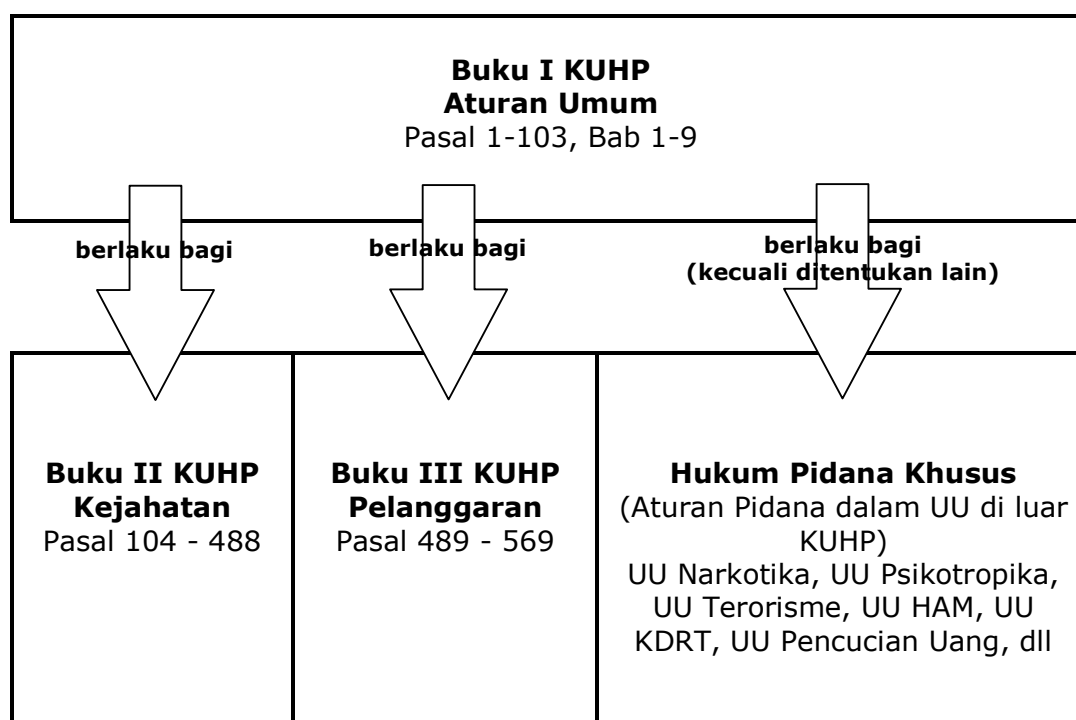 Buku I KUHP
Aturan Umum
Pasal 1-103, Bab 1-9
berlaku bagi
berlaku bagi
berlaku bagi
(kecuali ditentukan lain)
Buku II KUHP
Kejahatan
Pasal 104 - 488
Buku III KUHP
Pelanggaran
Pasal 489 - 569
Hukum Pidana Khusus
(Aturan Pidana dalam UU di luar
KUHP)
UU Narkotika, UU Psikotropika,
UU Terorisme, UU HAM, UU
KDRT, UU Pencucian Uang, dll